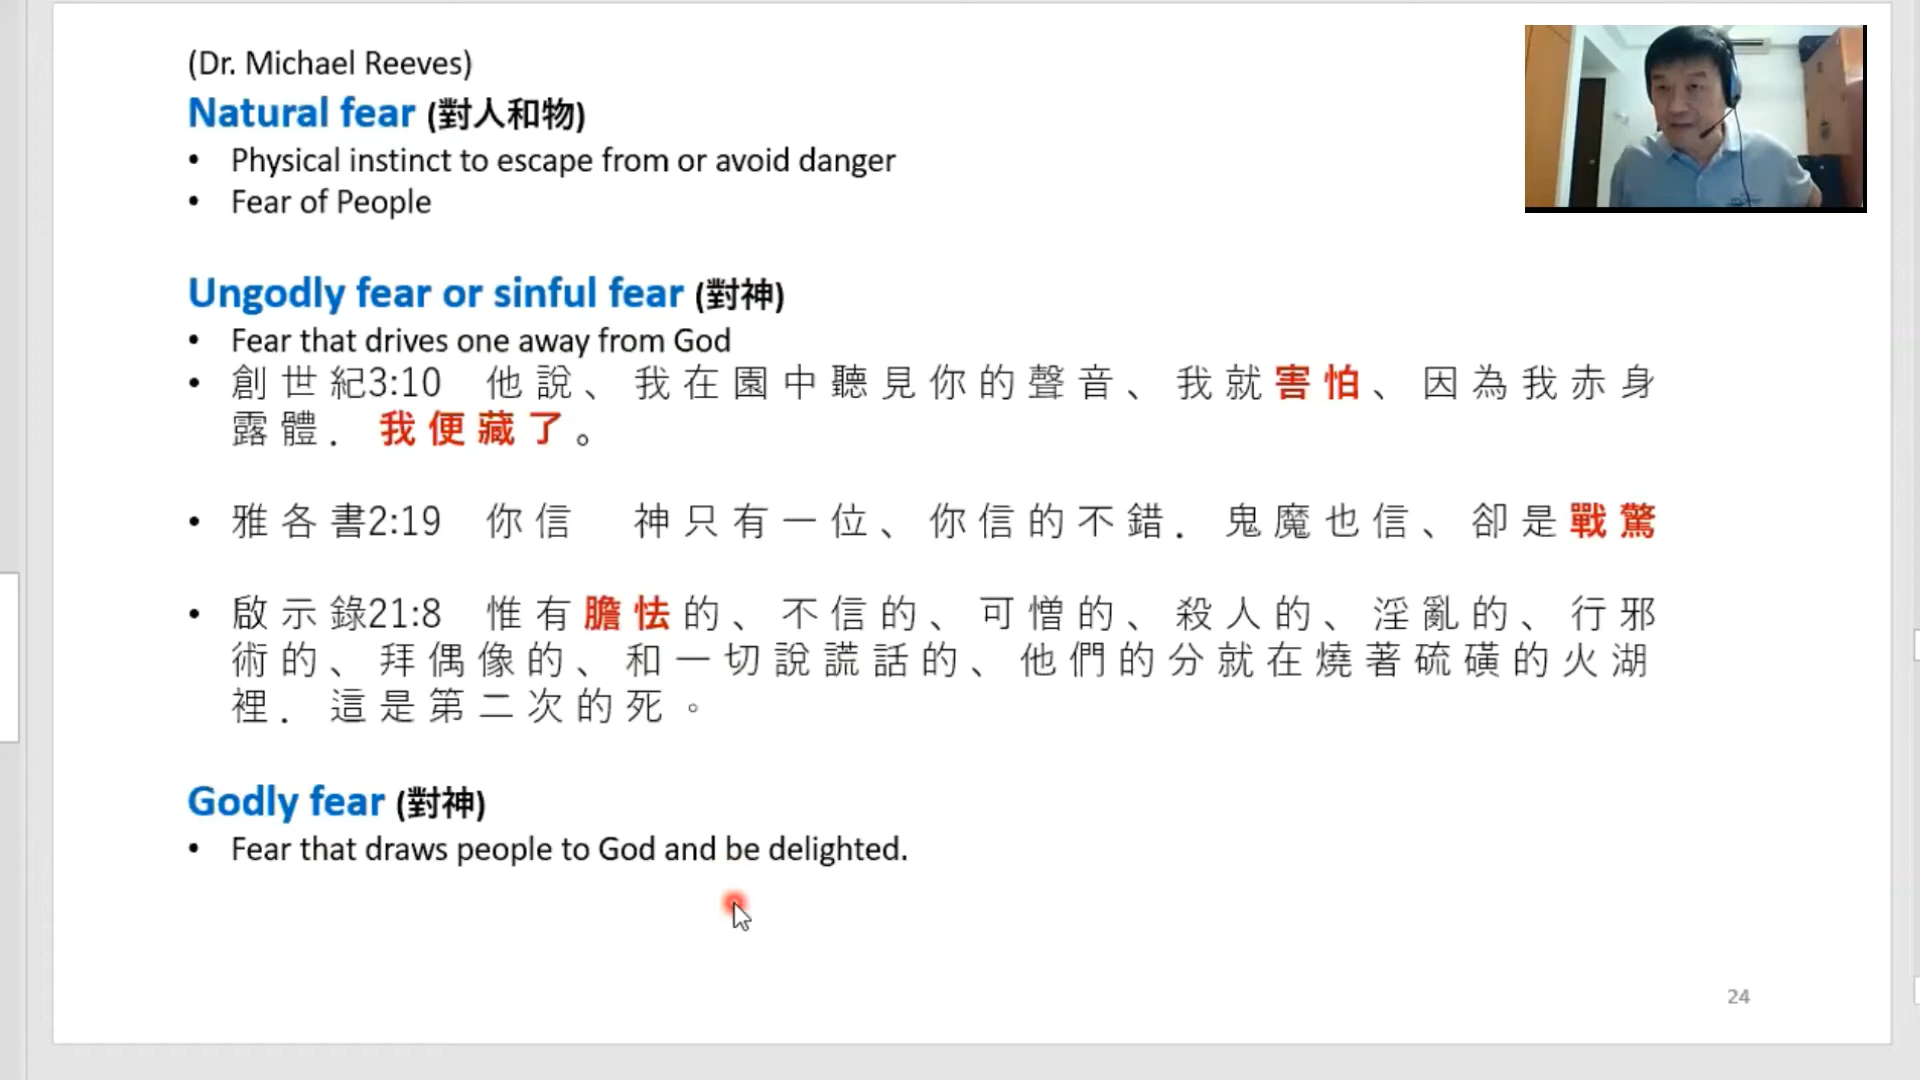 (Dr. Michael Reeves)
Natural fear (對人和物)
• Physical instinct to escape from or avoid danger
• Fear of People
Ungodly fear or sinful fear (對神)
• Fear that drives one away from God
• 創世紀3:10 他說、我在園中聽見你的聲音、我就害怕、因為我赤身
露體．我便藏了。
• 雅各書2:19 你信 神只有一位、你信的不錯．鬼魔也信、卻是戰驚
• 啟示錄21:8 惟有膽怯的、不信的、可憎的、殺人的、淫亂的、行邪
術的、拜偶像的、和一切說謊話的、他們的分就在燒著硫磺的火湖
裡．這是第二次的死。
Godly fear (對神)
• Fear that draws people to God and be delighted.
24